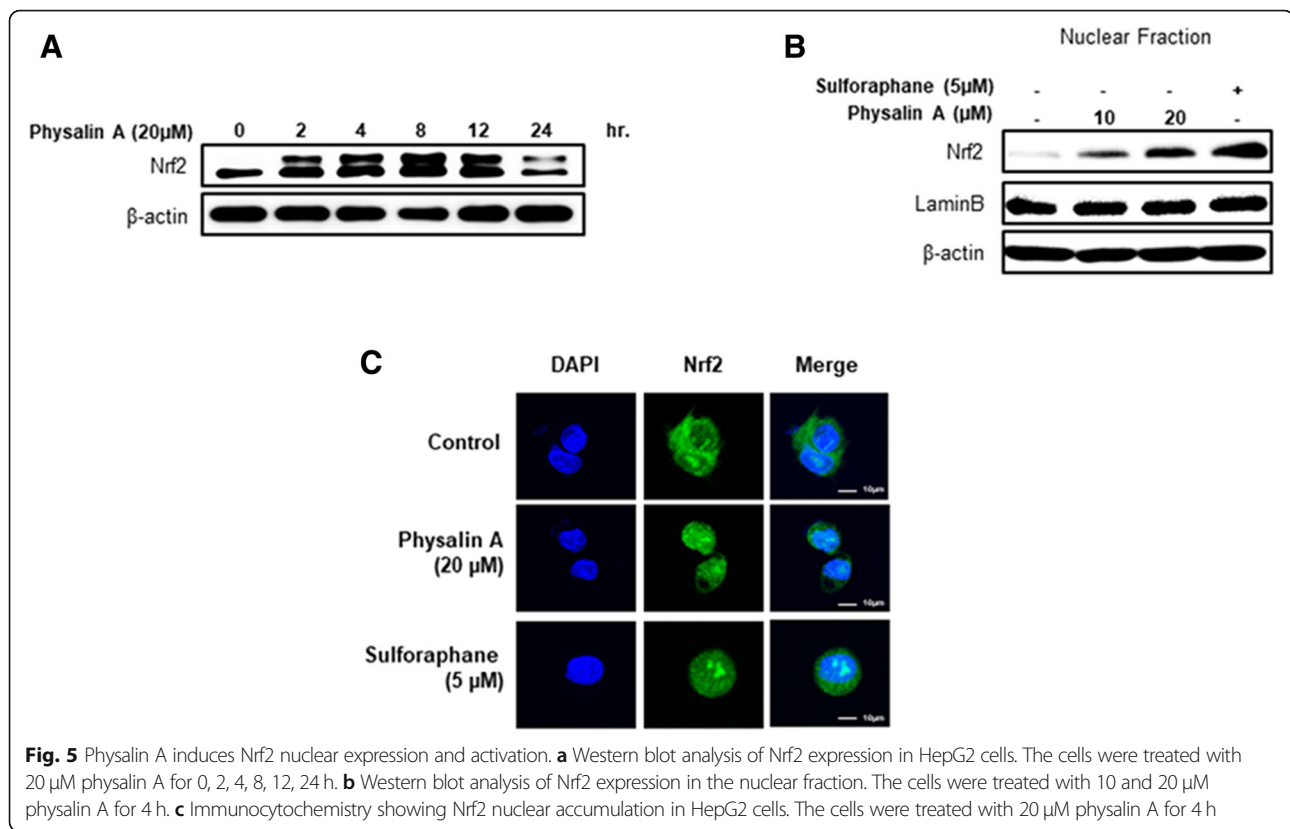 A
Physalin A (20µM) 0 2 4 8 12 24 hr.
Nrf2
β-actin
B
Nuclear Fraction
Sulforaphane (5µM) - - - +
Physalin A (µM) - 10 20 -
Nrf2
LaminB
β-actin
C
DAPI Nrf2 Merge
Control
10µm
Physalin A
(20 µM)
10µm
Sulforaphane
(5 µM)
10µm
Fig. 5 Physalin A induces Nrf2 nuclear expression and activation. a Western blot analysis of Nrf2 expression in HepG2 cells. The cells were treated with
20 µM physalin A for 0, 2, 4, 8, 12, 24 h. b Western blot analysis of Nrf2 expression in the nuclear fraction. The cells were treated with 10 and 20 µM
physalin A for 4 h. c Immunocytochemistry showing Nrf2 nuclear accumulation in HepG2 cells. The cells were treated with 20 µM physalin A for 4 h